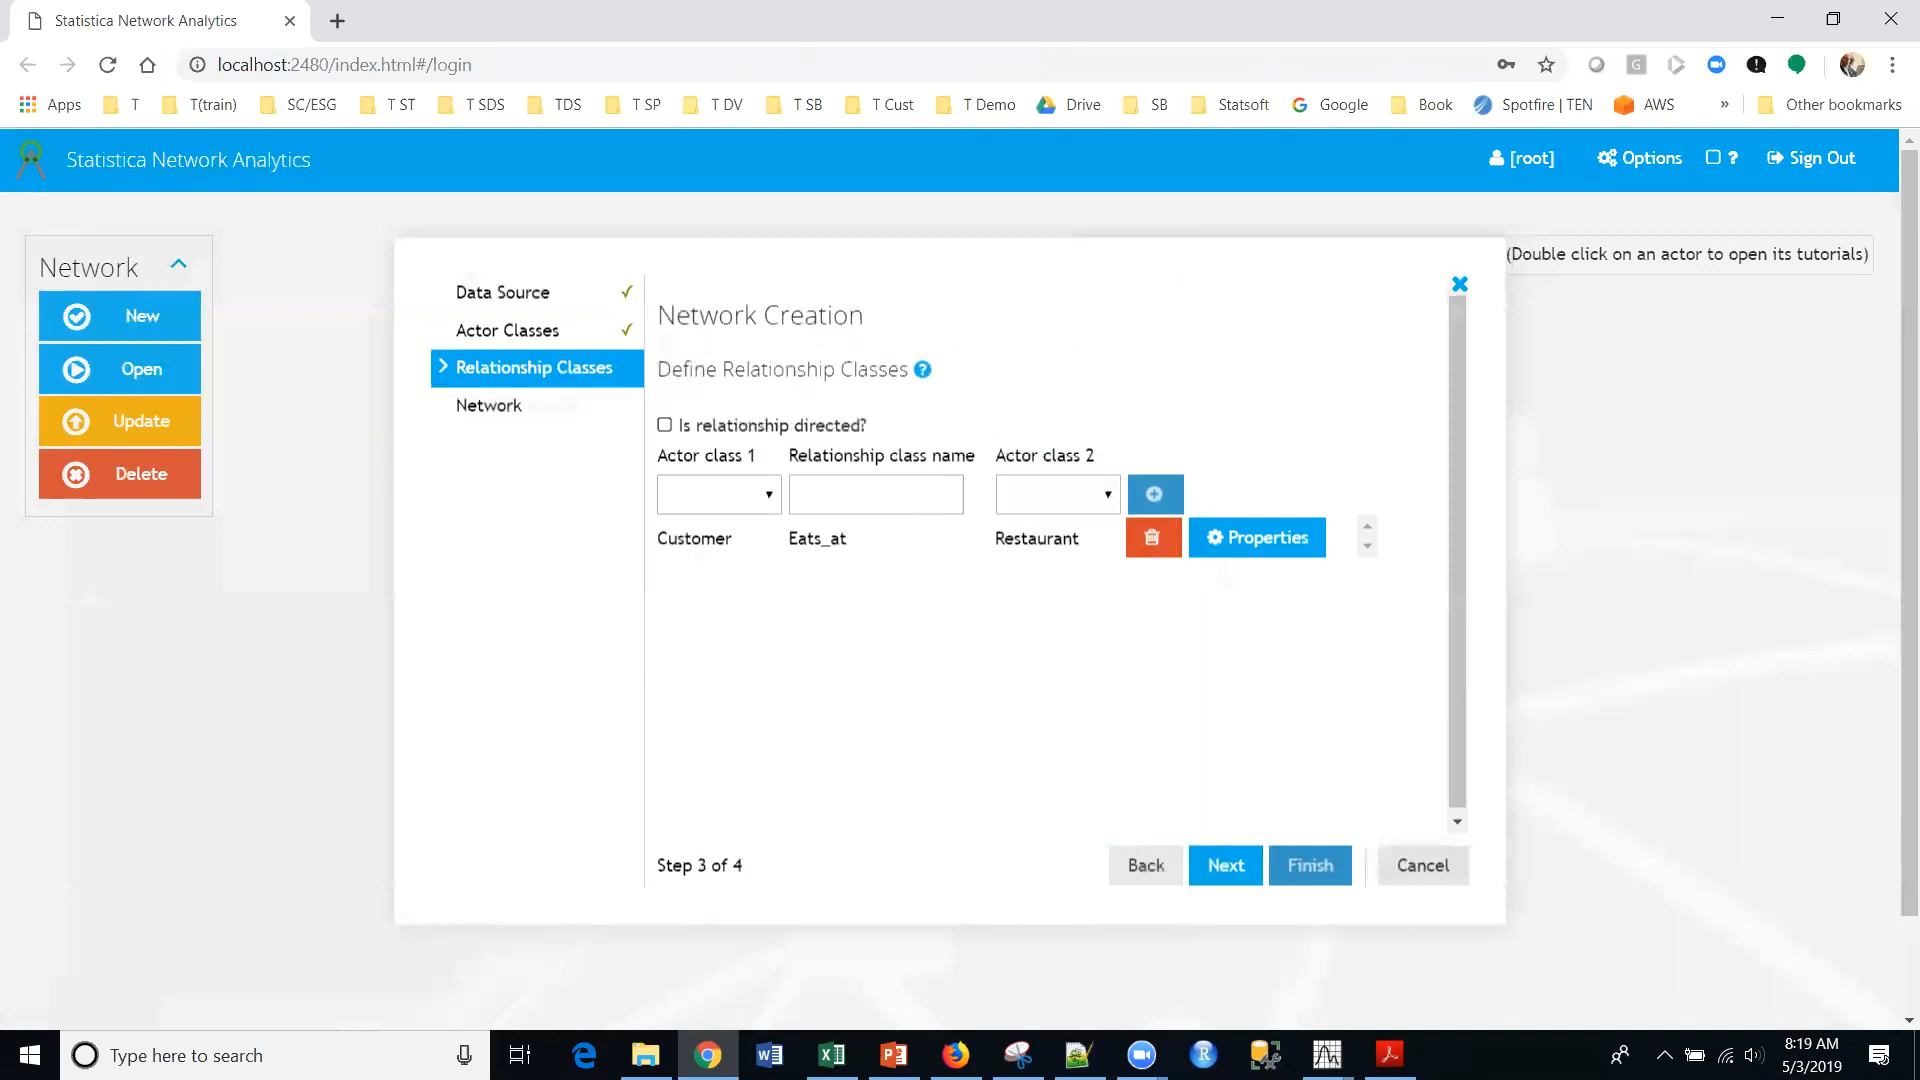 Statistica Network Analytics
localhost:2480/index.html#/login
G
Apps T T(train) SC/ESG T ST T SDS TDS T SP T DV T SB T Cust T Demo Drive SB Statsoft Google Book Spotfire | TEN AWS » Other bookmarks
Statistica Network Analytics
[root] Options ? Sign Out
(Double click on an actor to open its tutorials)
Network
New
Open
Update
Delete
Data Source ✓
Actor Classes ✓
Relationship Classes
Network
Network Creation
Define Relationship Classes ?
Is relationship directed?
Actor class 1 Relationship class name Actor class 2
Customer Eats_at Restaurant Properties
Step 3 of 4
Back Next Finish Cancel
Type here to search
8:19 AM
5/3/2019